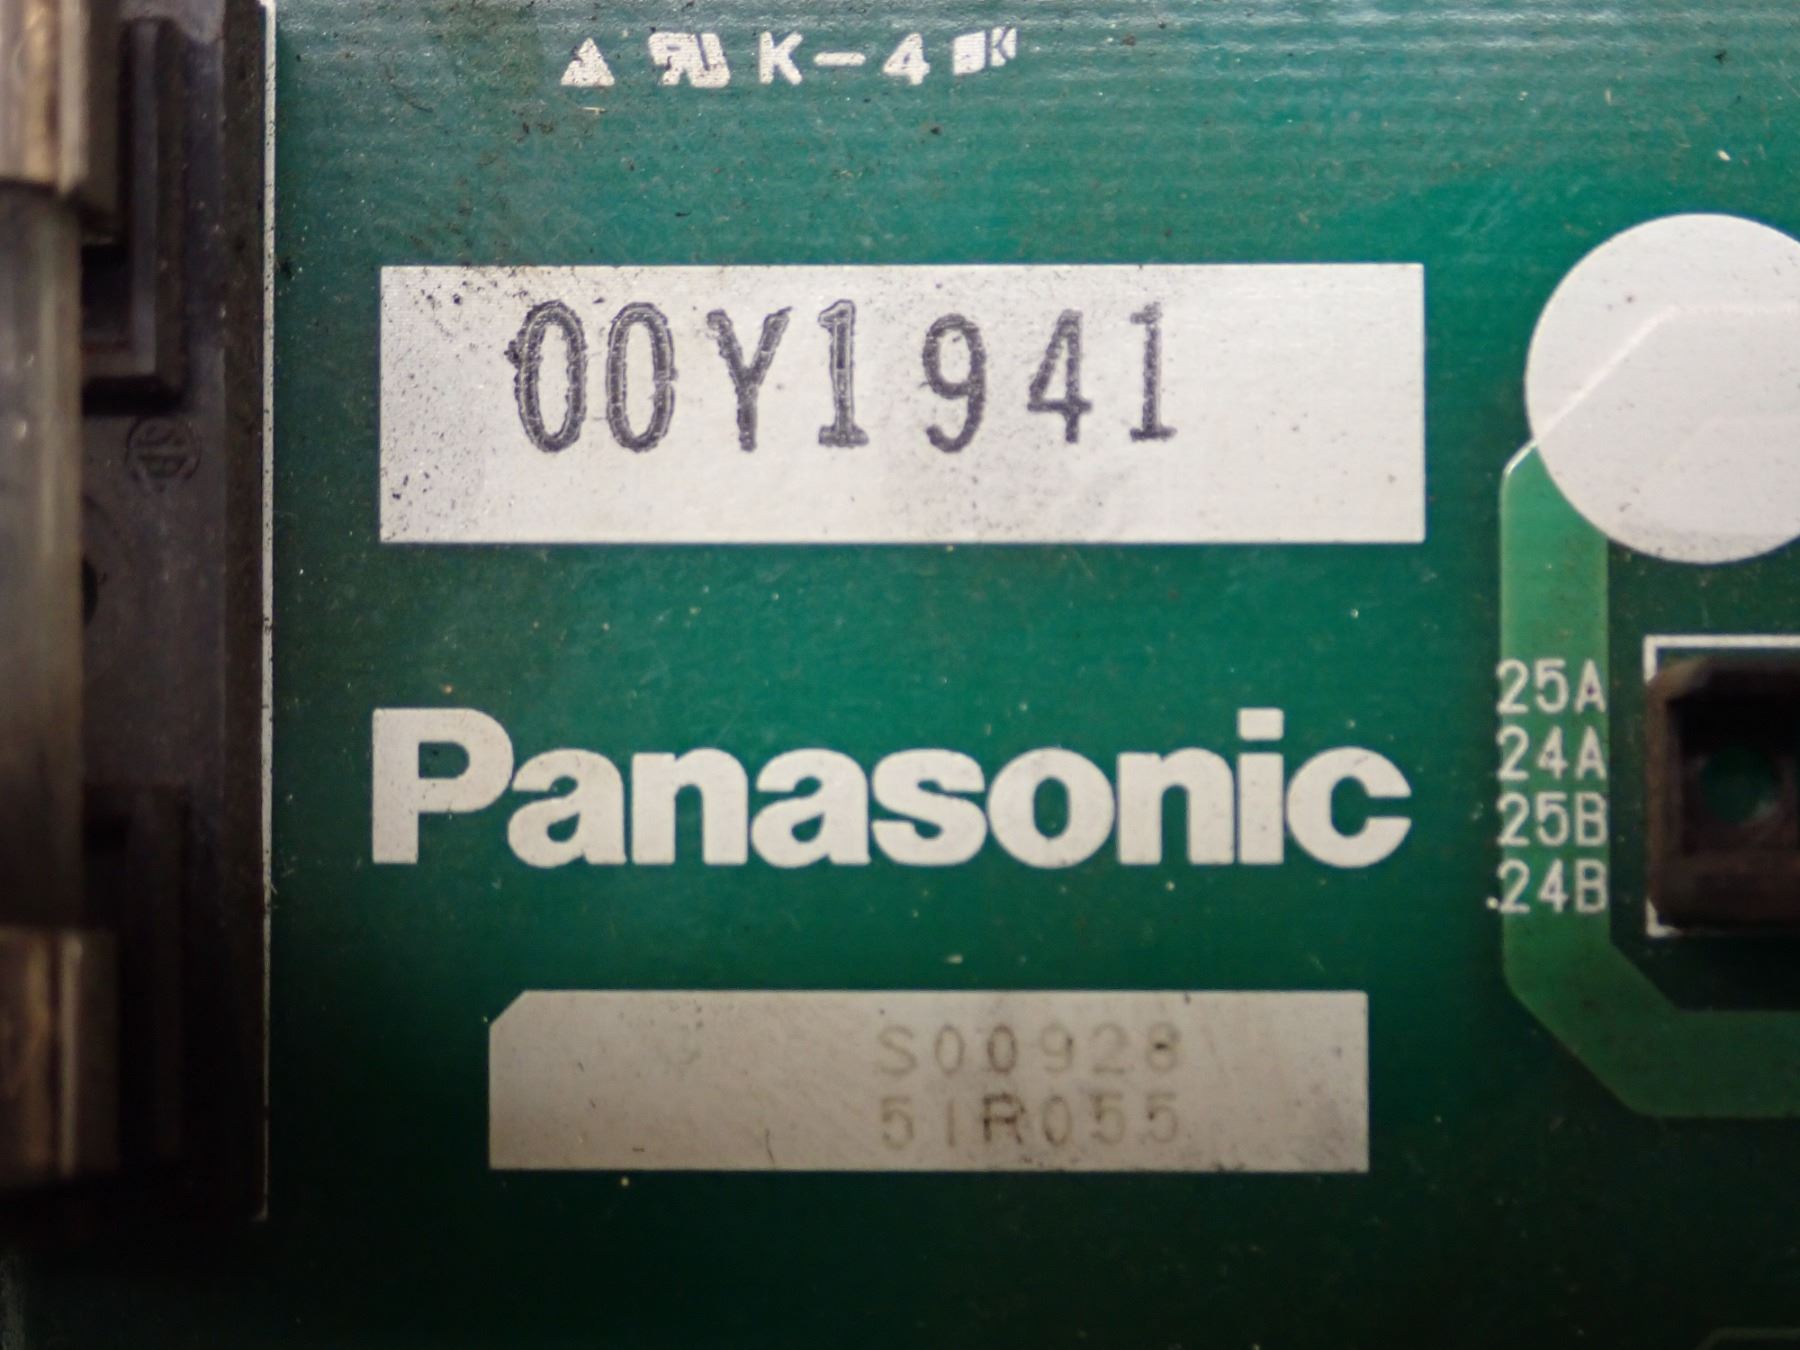 K-4
00Y1941
Panasonic
25A
24A
25B
24B
S00928
51R055